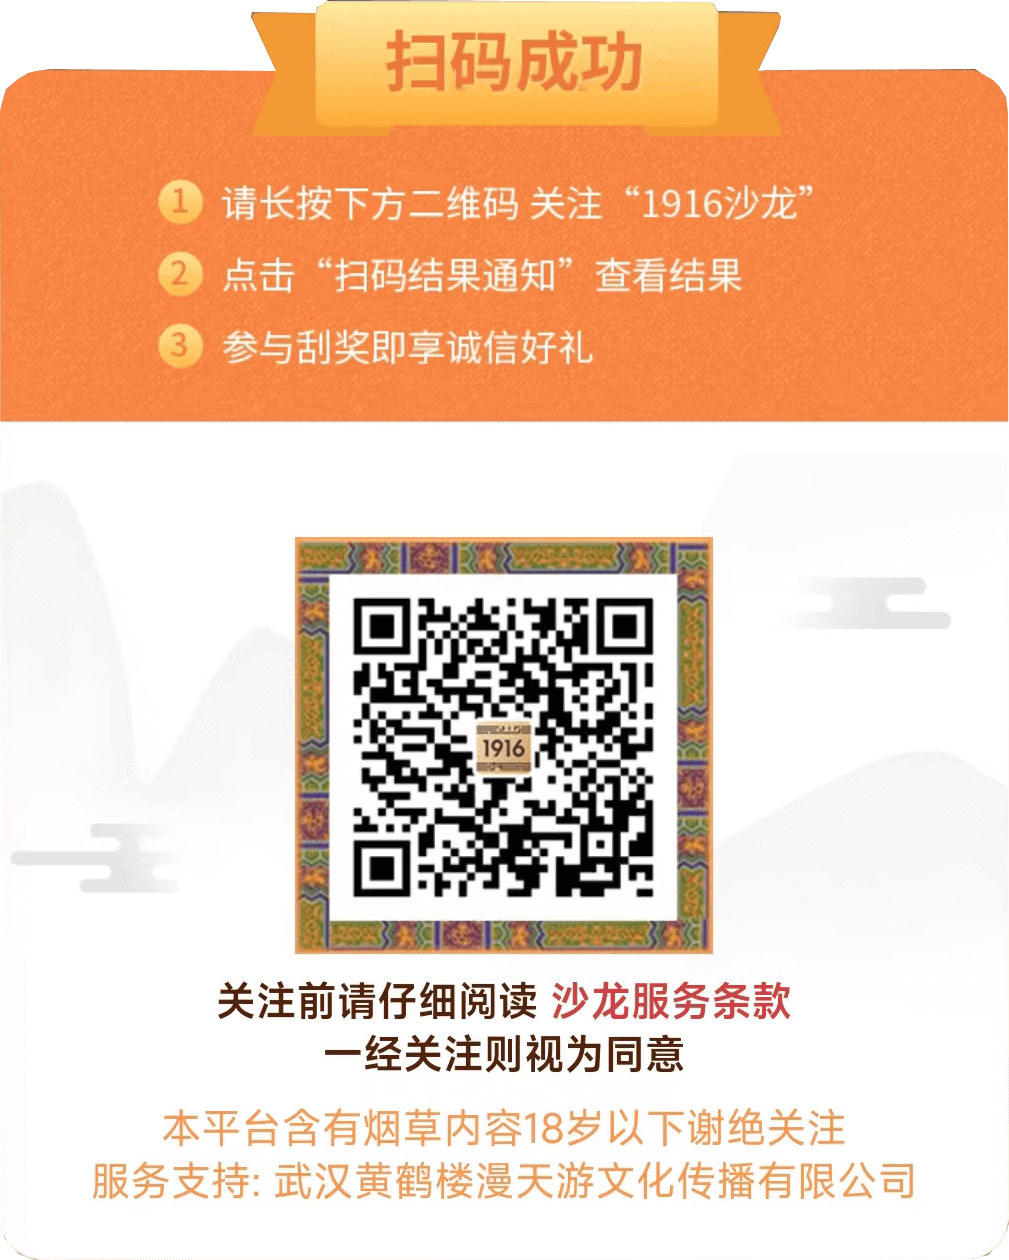 扫码成功
1 请长按下方二维码 关注“1916沙龙”
2 点击“扫码结果通知”查看结果
3 参与刮奖即享诚信好礼
1916
关注前请仔细阅读 沙龙服务条款
一经关注则视为同意
本平台含有烟草内容18岁以下谢绝关注
服务支持: 武汉黄鹤楼漫天游文化传播有限公司